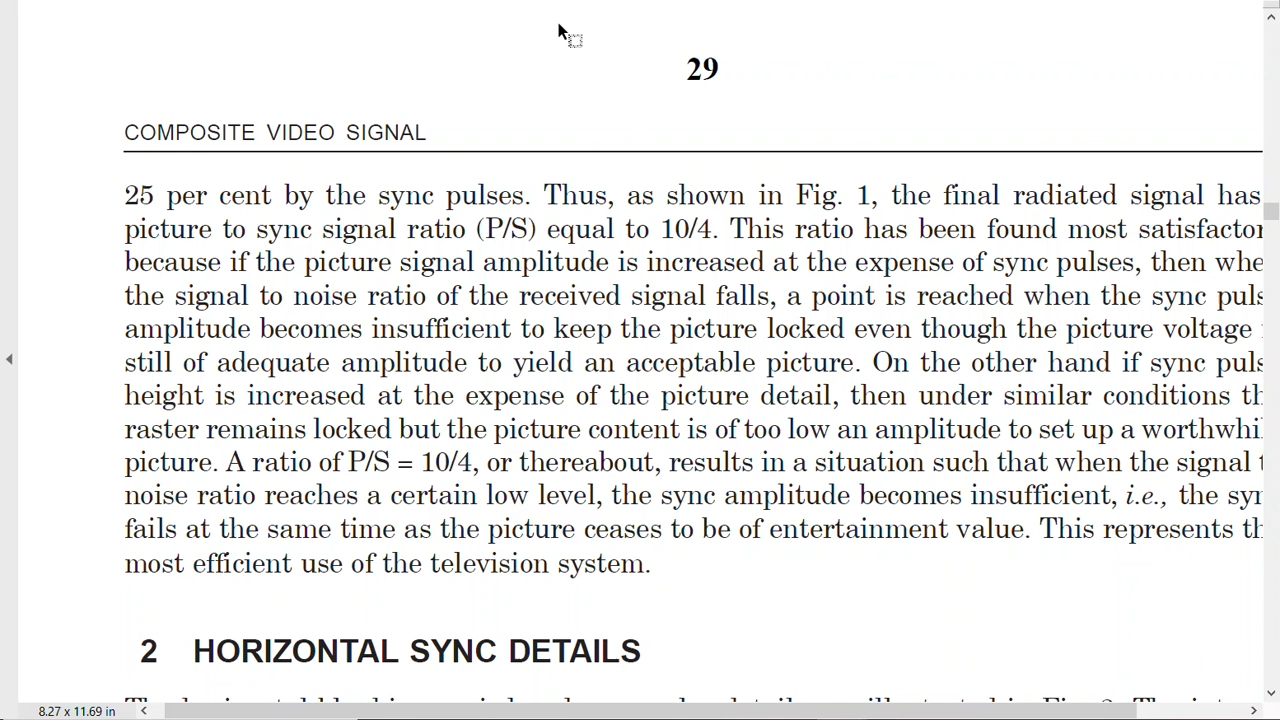 29
COMPOSITE VIDEO SIGNAL
25 per cent by the sync pulses. Thus, as shown in Fig. 1, the final radiated signal has
picture to sync signal ratio (P/S) equal to 10/4. This ratio has been found most
because if the picture signal amplitude is increased at the expense of sync pulses, then
the signal to noise ratio of the received signal falls, a point is reached when the sync
amplitude becomes insufficient to keep the picture locked even though the picture voltage
still of adequate amplitude to yield an acceptable picture. On the other hand if sync
height is increased at the expense of the picture detail, then under similar conditions
raster remains locked but the picture content is of too low an amplitude to set up a
picture. A ratio of P/S = 10/4, or thereabout, results in a situation such that when the signal
noise ratio reaches a certain low level, the sync amplitude becomes insufficient, i.e., the
fails at the same time as the picture ceases to be of entertainment value. This represents
most efficient use of the television system.
2 HORIZONTAL SYNC DETAILS
8.27 x 11.69 in